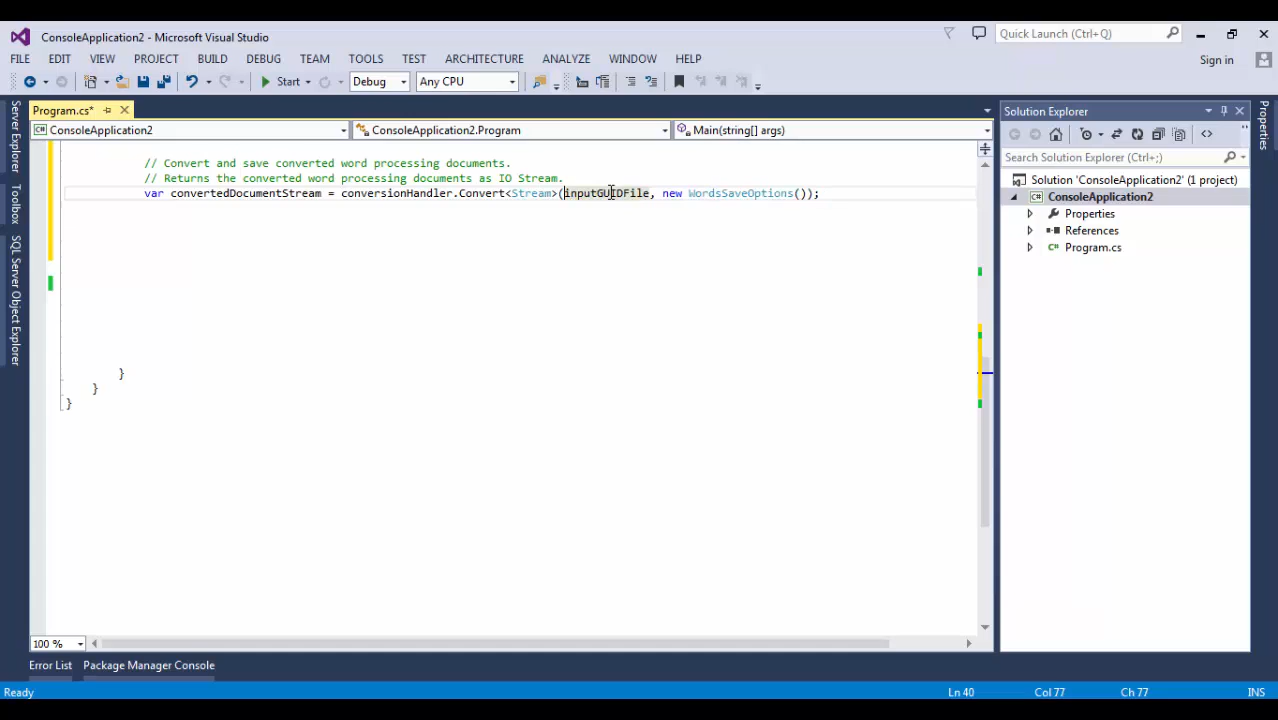 ConsoleApplication2 - Microsoft Visual Studio
Quick Launch (Ctrl+Q)
FILE EDIT VIEW PROJECT BUILD DEBUG TEAM TOOLS TEST ARCHITECTURE ANALYZE WINDOW HELP
Sign in
Start Debug Any CPU
Program.cs*
Solution Explorer
ConsoleApplication2 ConsoleApplication2.Program Main(string[] args)
Search Solution Explorer (Ctrl+;)
Solution 'ConsoleApplication2' (1 project)
ConsoleApplication2
Properties
References
Program.cs
Server Explorer
Toolbox
SQL Server Object Explorer
Properties
// Convert and save converted word processing documents.
// Returns the converted word processing documents as IO Stream.
var convertedDocumentStream = conversionHandler.Convert<Stream>(inputGUIDFile, new WordsSaveOptions());
}
}
}
100 %
Error List Package Manager Console
Ready Ln 40 Col 77 Ch 77 INS